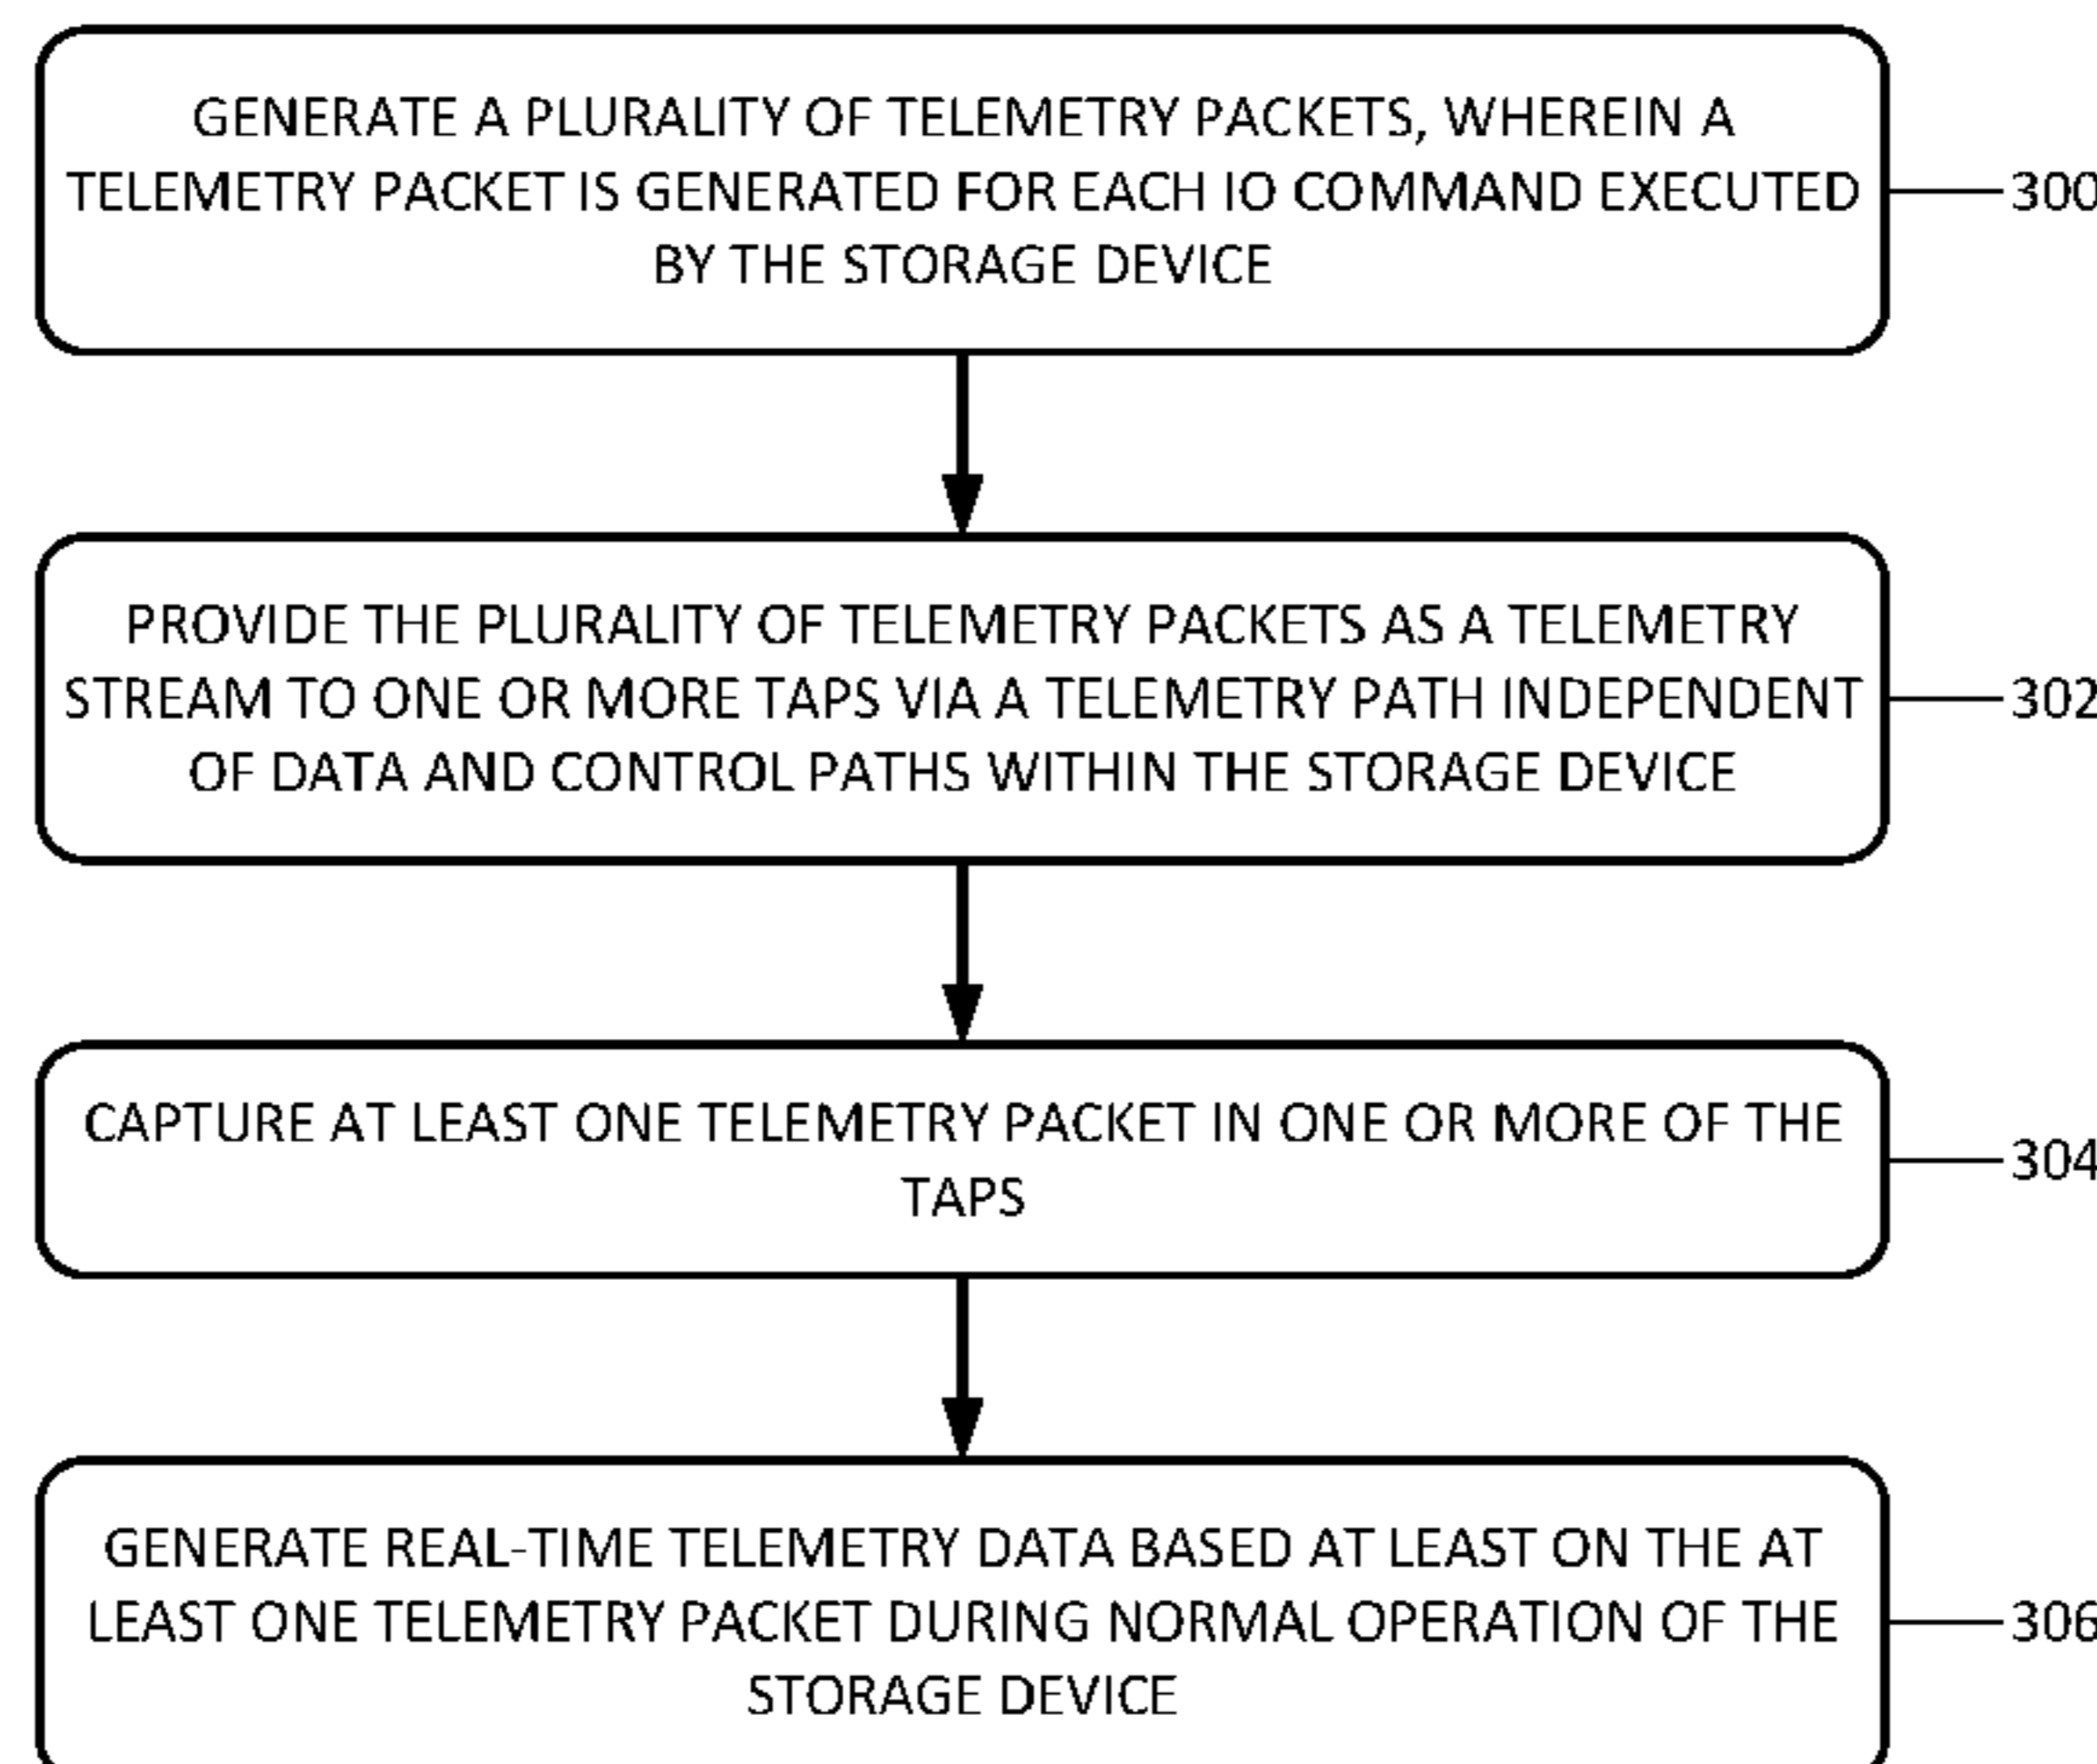 GENERATE A PLURALITY OF TELEMETRY PACKETS, WHEREIN A
TELEMETRY PACKET IS GENERATED FOR EACH IO COMMAND EXECUTED
BY THE STORAGE DEVICE
300
PROVIDE THE PLURALITY OF TELEMETRY PACKETS AS A TELEMETRY
STREAM TO ONE OR MORE TAPS VIA A TELEMETRY PATH INDEPENDENT
OF DATA AND CONTROL PATHS WITHIN THE STORAGE DEVICE
302
CAPTURE AT LEAST ONE TELEMETRY PACKET IN ONE OR MORE OF THE
TAPS
304
GENERATE REAL-TIME TELEMETRY DATA BASED AT LEAST ON THE AT
LEAST ONE TELEMETRY PACKET DURING NORMAL OPERATION OF THE
STORAGE DEVICE
306